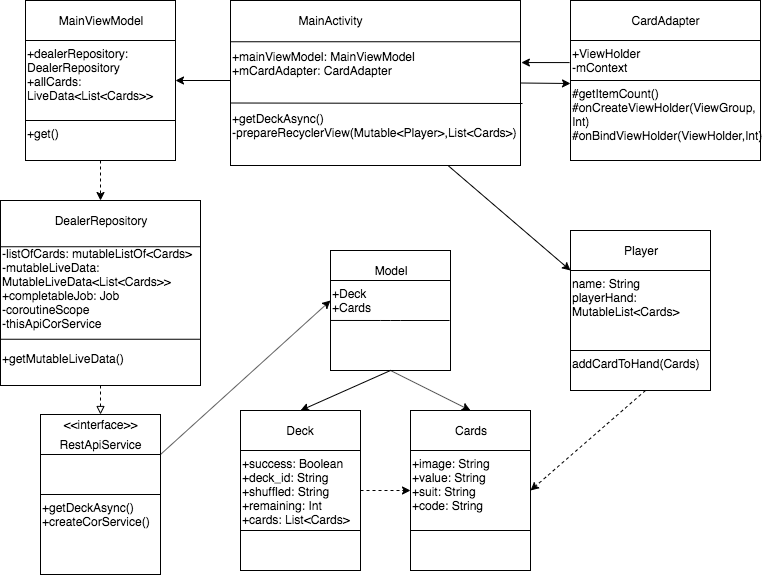 MainViewModel
+dealerRepository:
DealerRepository
+allCards:
LiveData<List<Cards>>
+get()
MainActivity
+mainViewModel: MainViewModel
+mCardAdapter: CardAdapter
+getDeckAsync()
-prepareRecyclerView(Mutable<Player>,List<Cards>)
CardAdapter
+ViewHolder
-mContext
#getItemCount()
#onCreateViewHolder(ViewGroup,
Int)
#onBindViewHolder(ViewHolder,Int)
DealerRepository
-listOfCards: mutableListOf<Cards>
-mutableLiveData:
MutableLiveData<List<Cards>>
+completableJob: Job
-coroutineScope
-thisApiCorService
+getMutableLiveData()
Model
+Deck
+Cards
Player
name: String
playerHand:
MutableList<Cards>
addCardToHand(Cards)
<<interface>>
RestApiService
+getDeckAsync()
+createCorService()
Deck
+success: Boolean
+deck_id: String
+shuffled: String
+remaining: Int
+cards: List<Cards>
Cards
+image: String
+value: String
+suit: String
+code: String